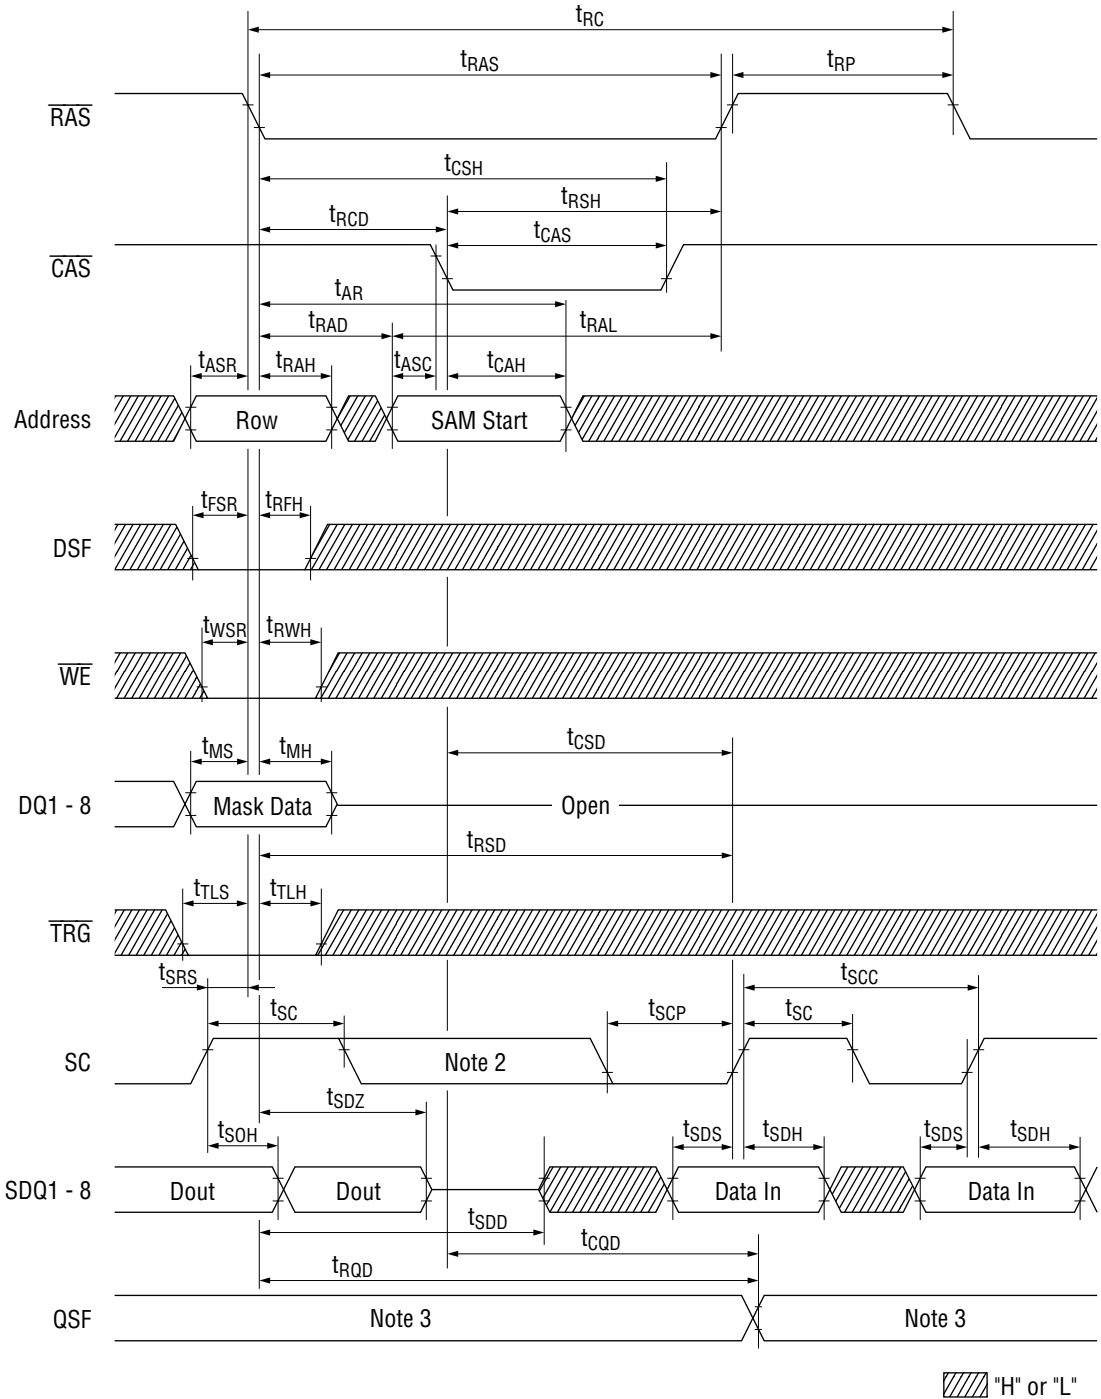 tRC
tRAS tRP
RAS
tCSH
tRSH
tRCD
tCAS
CAS
tAR
tRAD tRAL
tASR tRAH tASC tCAH
Address Row SAM Start
tFSR tRFH
DSF
tWSR tRWH
WE
tCSD
tMS tMH
DQ1 - 8 Mask Data Open
tRSD
tTLS tTLH
TRG
tSRS tSCC
tSC tSCP tSC
SC Note 2
tSDZ
tSOH tSDS tSDH tSDS tSDH
SDQ1 - 8 Dout Dout Data In Data In
tSDD
tCQD
tRQD
QSF Note 3 Note 3
"H" or "L"